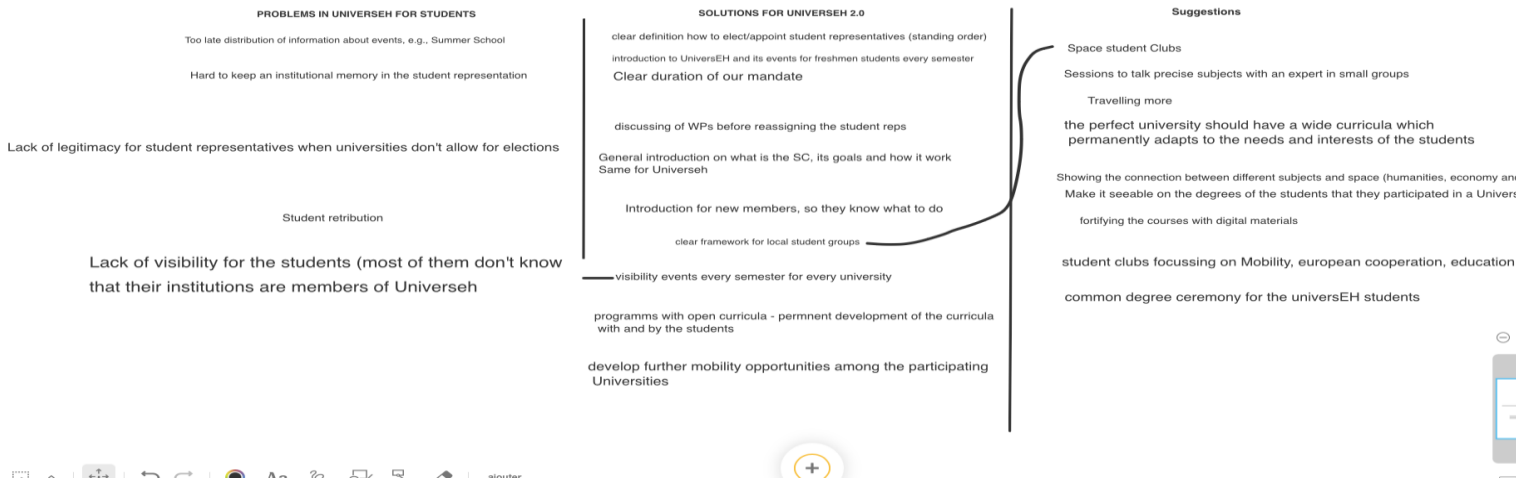 PROBLEMS IN UNIVERSEH FOR STUDENTS
Too late distribution of information about events, e.g., Summer School
Hard to keep an institutional memory in the student representation
Lack of legitimacy for student representatives when universities don't allow for elections
Student retribution
Lack of visibility for the students (most of them don't know
that their institutions are members of Universeh
SOLUTIONS FOR UNIVERSEH 2.0
clear definition how to elect/appoint student representatives (standing order)
introduction to UniversEH and its events for freshmen students every semester
Clear duration of our mandate
discussing of WPs before reassigning the student reps
General introduction on what is the SC, its goals and how it work
Same for Universeh
Introduction for new members, so they know what to do
clear framework for local student groups
visibility events every semester for every university
programms with open curricula - permnent development of the curricula
with and by the students
develop further mobility opportunities among the participating
Universities
Suggestions
Space student Clubs
Sessions to talk precise subjects with an expert in small groups
Travelling more
the perfect university should have a wide curricula which
permanently adapts to the needs and interests of the students
Showing the connection between different subjects and space (humanities, economy
Make it seeable on the degrees of the students that they participated in a
fortifying the courses with digital materials
student clubs focussing on Mobility, european cooperation, education
common degree ceremony for the universEH students